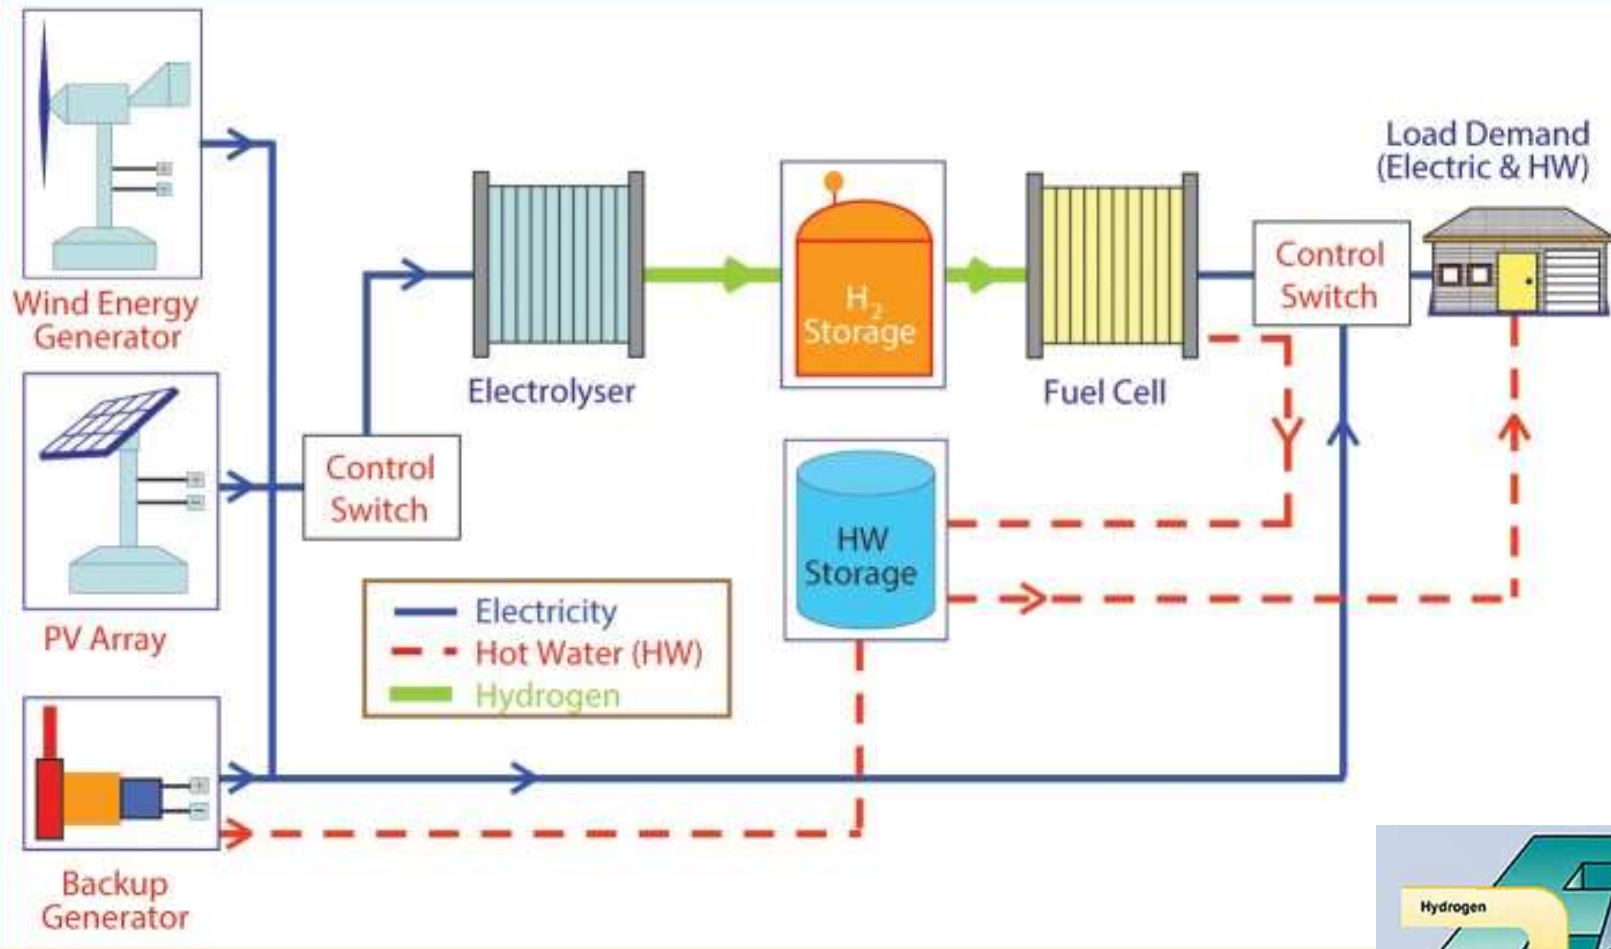 Wind Energy
Generator
PV Array
Backup
Generator
Control
Switch
Electrolyser
H2
Storage
Fuel Cell
Control
Switch
Load Demand
(Electric & HW)
HW
Storage
Electricity
Hot Water (HW)
Hydrogen
Hydrogen